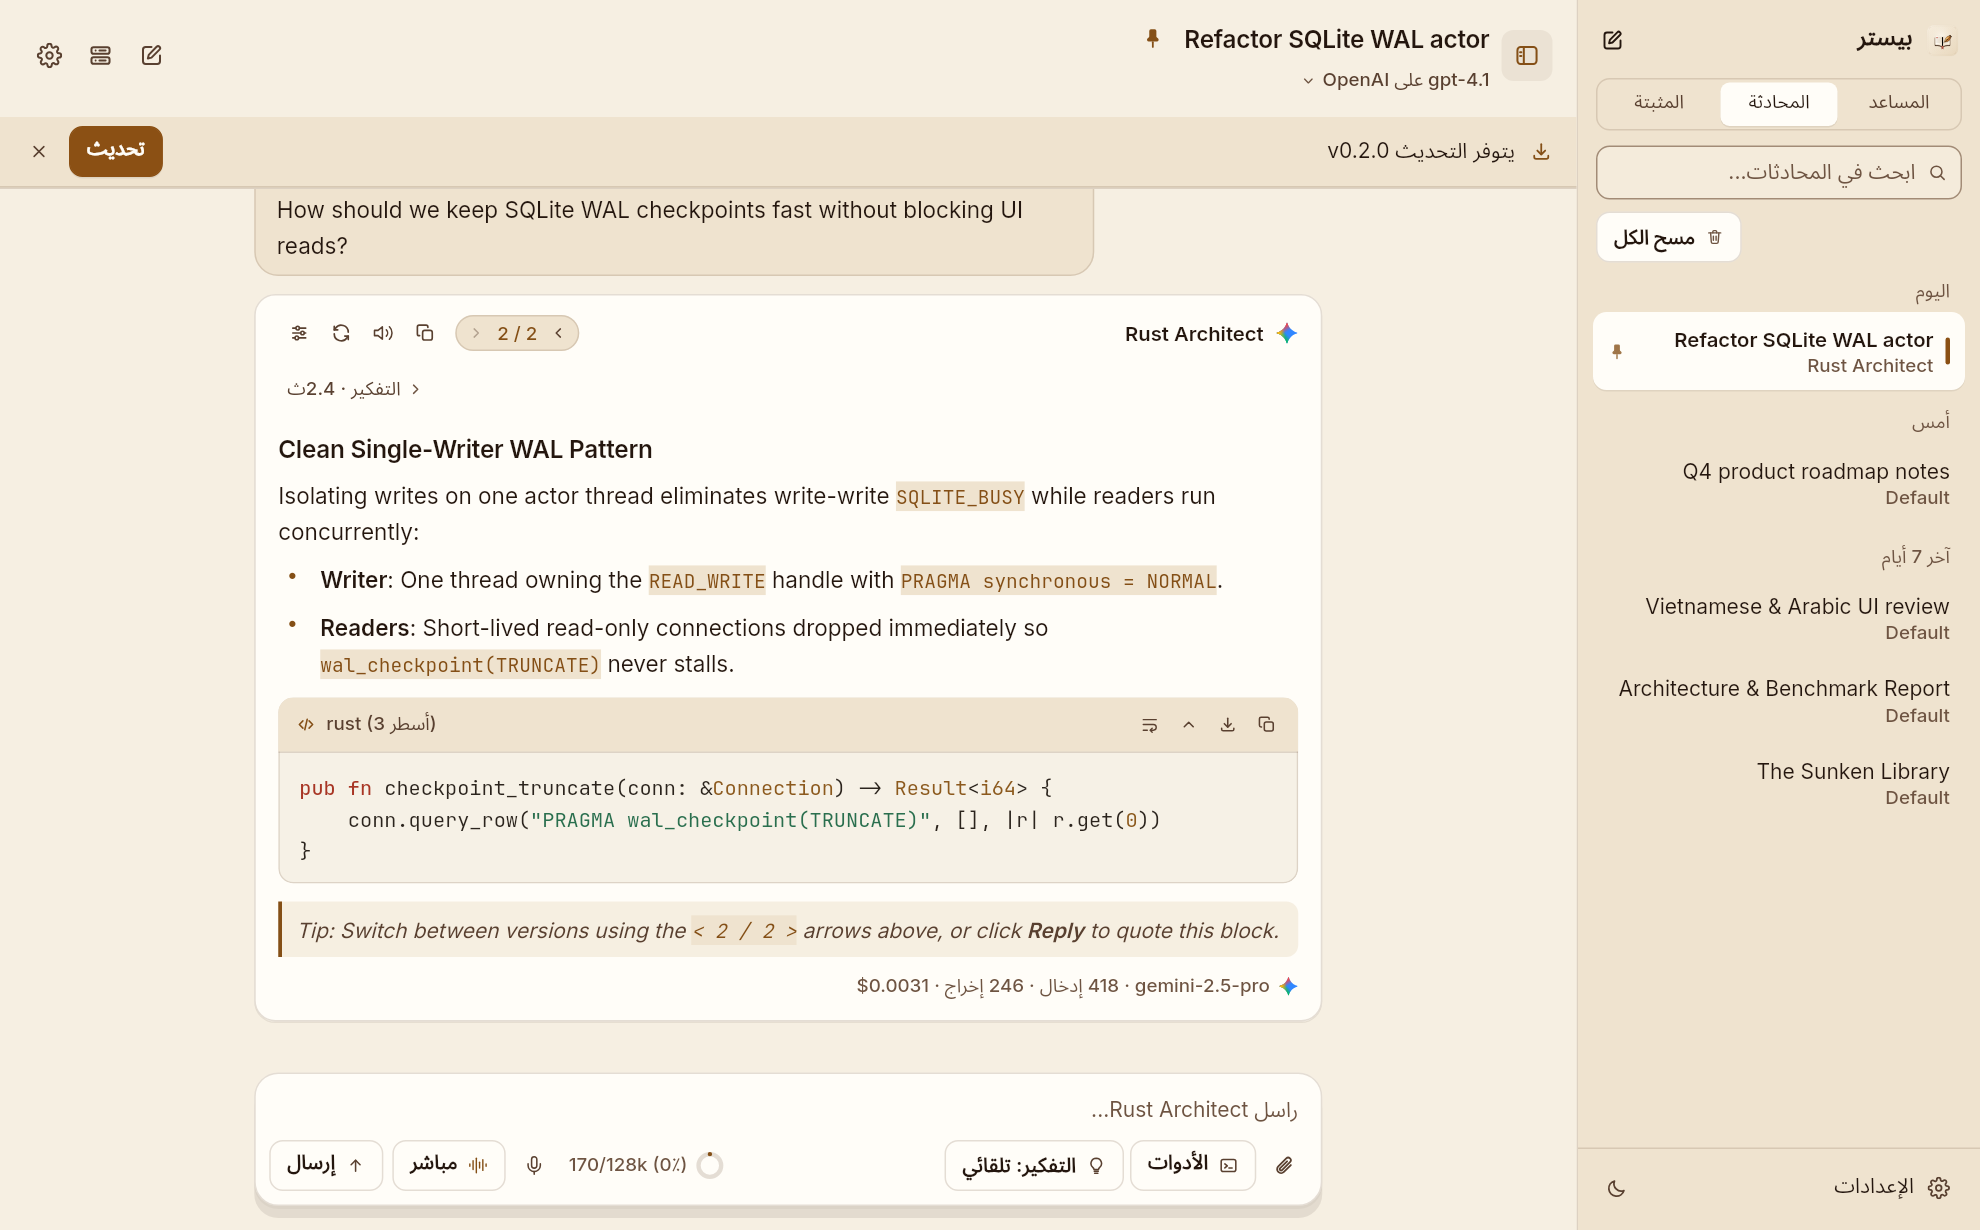 بيستر
المساعد
المحادثة
المثبتة
ابحث في المحادثات...
مسح الكل
اليوم
Refactor SQLite WAL actor
Rust Architect
أمس
Q4 product roadmap notes
Default
آخر 7 أيام
Vietnamese & Arabic UI review
Default
Architecture & Benchmark Report
Default
The Sunken Library
Default
الإعدادات
Refactor SQLite WAL actor
gpt-4.1 على OpenAI
يتوفر التحديث v0.2.0
تحديث
How should we keep SQLite WAL checkpoints fast without blocking UI
reads?
Rust Architect
2 / 2
التفكير · 2.4ث
Clean Single-Writer WAL Pattern
Isolating writes on one actor thread eliminates write-write SQLITE_BUSY while readers run
concurrently:
• Writer: One thread owning the READ_WRITE handle with PRAGMA synchronous = NORMAL.
• Readers: Short-lived read-only connections dropped immediately so
wal_checkpoint(TRUNCATE) never stalls.
rust (3 أسطر)
pub fn checkpoint_truncate(conn: &Connection) -> Result<i64> {
    conn.query_row("PRAGMA wal_checkpoint(TRUNCATE)", [], |r| r.get(0))
}
Tip: Switch between versions using the < 2 / 2 > arrows above, or click Reply to quote this block.
gemini-2.5-pro · 418 إدخال · 246 إخراج · $0.0031
راسل Rust Architect...
الأدوات
التفكير: تلقائي
170/128k (0٪)
مباشر
إرسال